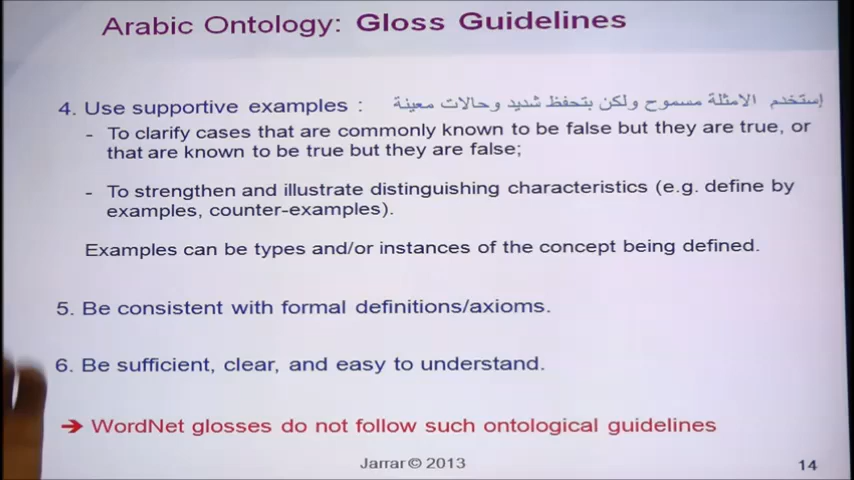 Arabic Ontology: Gloss Guidelines
4. Use supportive examples : إستخدم الامثلة مسموح ولكن بتحفظ شديد وحالات معينة
- To clarify cases that are commonly known to be false but they are true, or
that are known to be true but they are false;
- To strengthen and illustrate distinguishing characteristics (e.g. define by
examples, counter-examples).
Examples can be types and/or instances of the concept being defined.
5. Be consistent with formal definitions/axioms.
6. Be sufficient, clear, and easy to understand.
➔ WordNet glosses do not follow such ontological guidelines
Jarrar © 2013
14